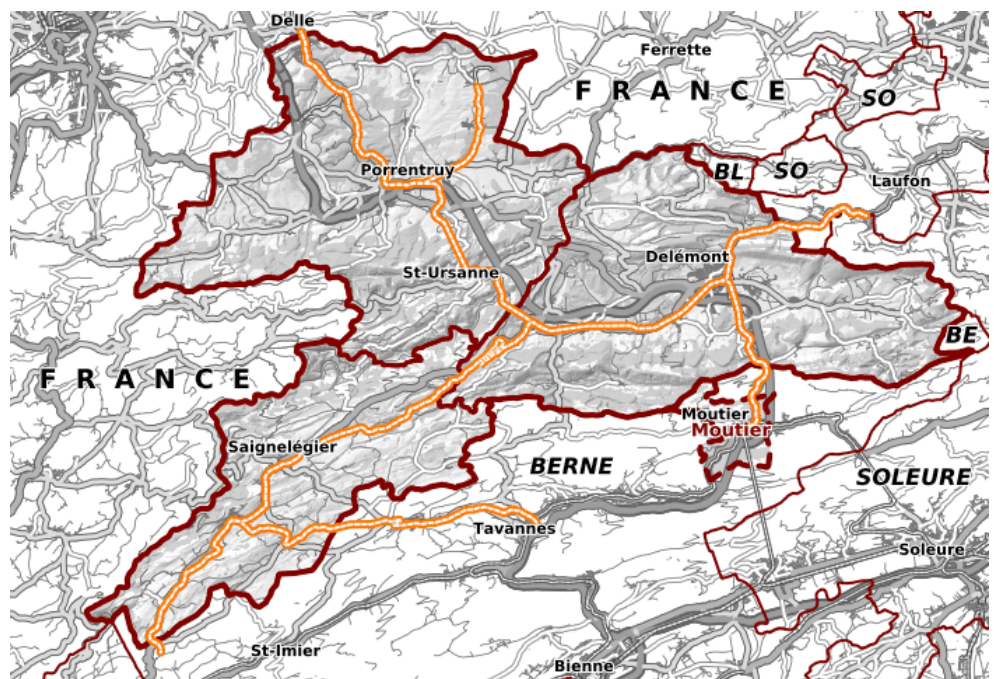 Delle
Ferrette
FRANCE
SO
Porrentruy
BL
SO
Laufon
St-Ursanne
Delémont
BE
FRANCE
Moutier
Moutier
Saignelégier
BERNE
SOLEURE
Tavannes
Soleure
St-Imier
Bienne